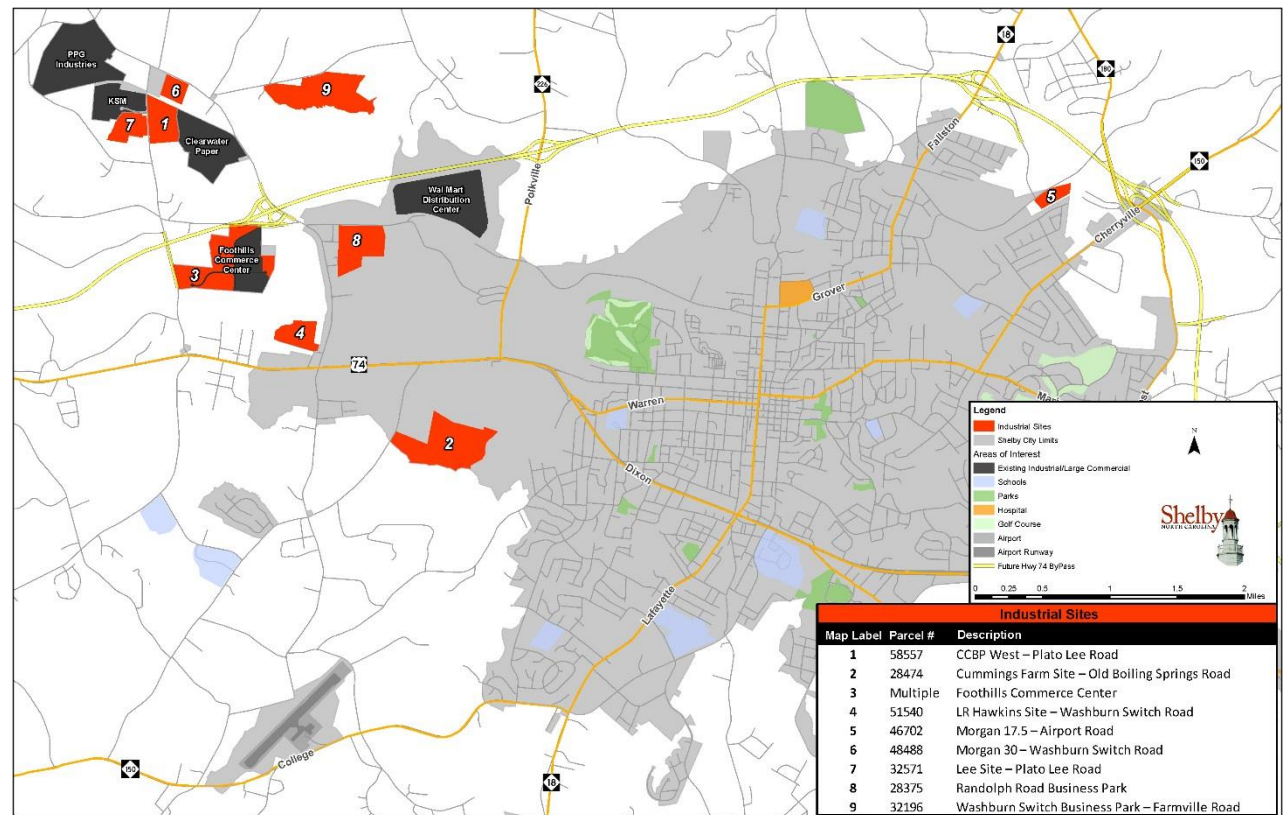 PPG
Industries
KSM
6
7
1
Clearwater
Paper
9
226
Polkville
18
180
150
Fallston
Cherryville
5
Wal Mart
Distribution
Center
8
Foothills
Commerce
Center
3
4
74
Grover
Warren
2
Dixon
Lafayette
College
150
18
Legend
Industrial Sites
Shelby City Limits
Areas of Interest
Existing Industrial/Large Commercial
Schools
Parks
Hospital
Golf Course
Airport
Airport Runway
Future Hwy 74 ByPass
N
Shelby
NORTH CAROLINA
0 0.25 0.5 1 1.5 2
Miles
Industrial Sites
Map Label Parcel # Description
1 58557 CCBP West – Plato Lee Road
2 28474 Cummings Farm Site – Old Boiling Springs Road
3 Multiple Foothills Commerce Center
4 51540 LR Hawkins Site – Washburn Switch Road
5 46702 Morgan 17.5 – Airport Road
6 48488 Morgan 30 – Washburn Switch Road
7 32571 Lee Site – Plato Lee Road
8 28375 Randolph Road Business Park
9 32196 Washburn Switch Business Park – Farmville Road